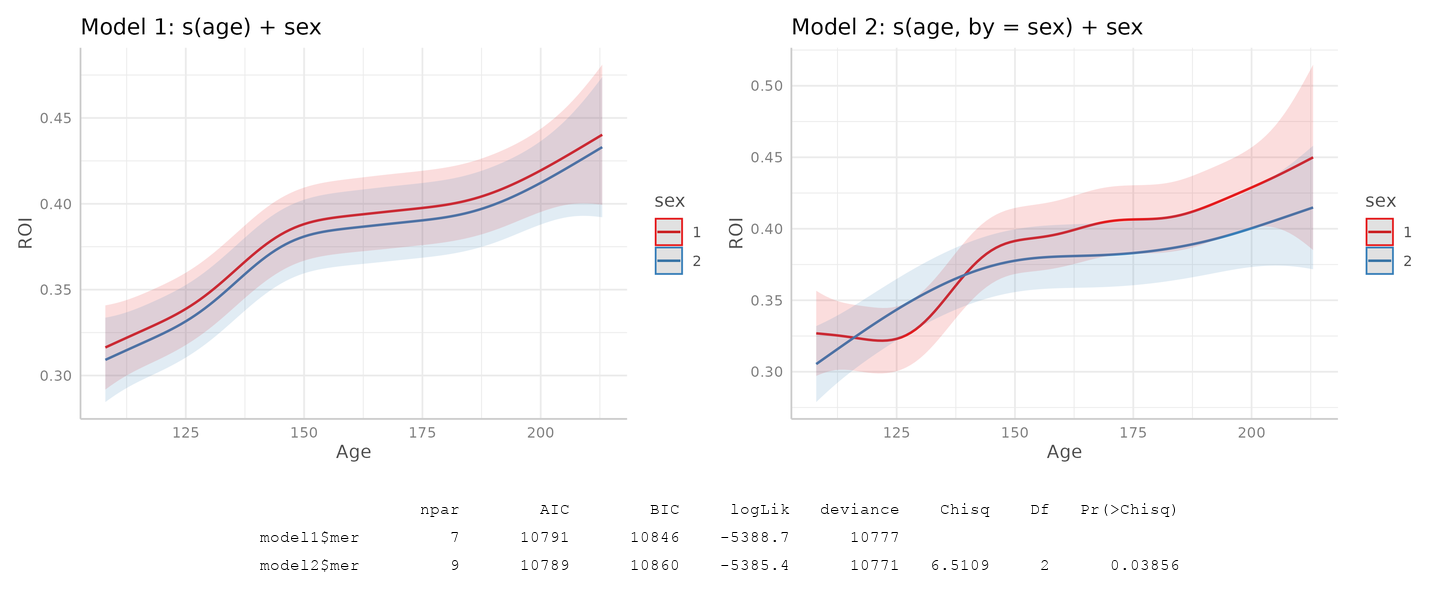 Model 1: s(age) + sex
0.45
0.40
0.35
0.30
ROI
125 150 175 200
Age
sex
1
2
Model 2: s(age, by = sex) + sex
0.50
0.45
0.40
0.35
0.30
ROI
125 150 175 200
Age
sex
1
2
npar AIC BIC logLik deviance Chisq Df Pr(>Chisq)
model1$mer 7 10791 10846 -5388.7 10777
model2$mer 9 10789 10860 -5385.4 10771 6.5109 2 0.03856